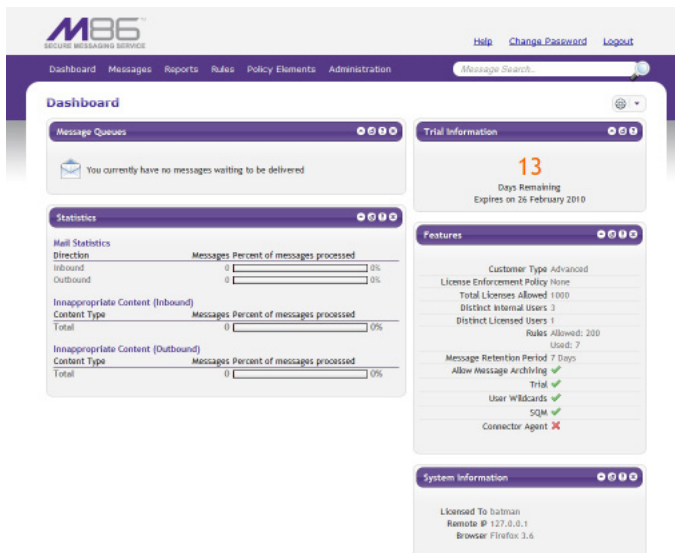 M86™
SECURE MESSAGING SERVICE
Help Change Password Logout
Dashboard Messages Reports Rules Policy Elements Administration
Message Search..
Dashboard
Message Queues
You currently have no messages waiting to be delivered
Statistics
Mail Statistics
Direction Messages Percent of messages processed
Inbound 0 0%
Outbound 0 0%
Innappropriate Content (Inbound)
Content Type Messages Percent of messages processed
Total 0 0%
Innappropriate Content (Outbound)
Content Type Messages Percent of messages processed
Total 0 0%
Trial Information
13
Days Remaining
Expires on 26 February 2010
Features
Customer Type Advanced
License Enforcement Policy None
Total Licenses Allowed 1000
Distinct Internal Users 3
Distinct Licensed Users 1
Rules Allowed: 200
Used: 7
Message Retention Period 7 Days
Allow Message Archiving
Trial
User Wildcards
SQM
Connector Agent
System Information
Licensed To batman
Remote IP 127.0.0.1
Browser Firefox 3.6